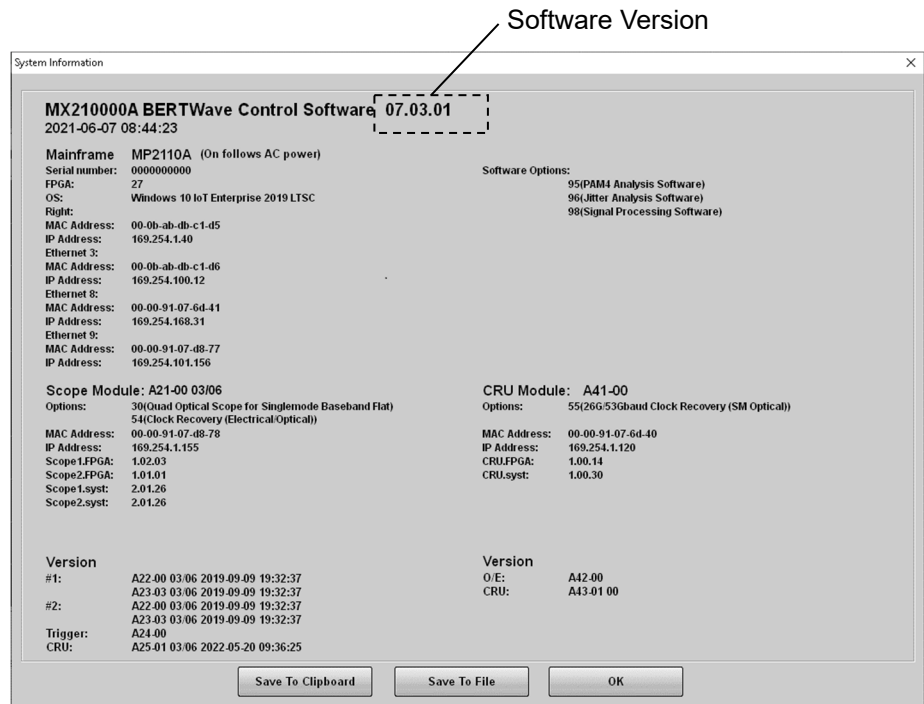 Software Version
System Information
MX210000A BERTWave Control Software 07.03.01
2021-06-07 08:44:23
Mainframe MP2110A (On follows AC power)
Serial number: 0000000000
FPGA: 27
OS: Windows 10 IoT Enterprise 2019 LTSC
Right:
MAC Address: 00-0b-ab-db-c1-d5
IP Address: 169.254.1.40
Ethernet 3:
MAC Address: 00-0b-ab-db-c1-d6
IP Address: 169.254.100.12
Ethernet 8:
MAC Address: 00-00-91-07-6d-41
IP Address: 169.254.168.31
Ethernet 9:
MAC Address: 00-00-91-07-d8-77
IP Address: 169.254.101.156
Software Options:
95(PAM4 Analysis Software)
96(Jitter Analysis Software)
98(Signal Processing Software)
Scope Module: A21-00 03/06
Options: 30(Quad Optical Scope for Singlemode Baseband Flat)
54(Clock Recovery (Electrical/Optical))
MAC Address: 00-00-91-07-d8-78
IP Address: 169.254.1.155
Scope1.FPGA: 1.02.03
Scope2.FPGA: 1.01.01
Scope1.syst: 2.01.26
Scope2.syst: 2.01.26
CRU Module: A41-00
Options: 55(26G/53Gbaud Clock Recovery (SM Optical))
MAC Address: 00-00-91-07-6d-40
IP Address: 169.254.1.120
CRU.FPGA: 1.00.14
CRU.syst: 1.00.30
Version
#1: A22-00 03/06 2019-09-09 19:32:37
A23-03 03/06 2019-09-09 19:32:37
#2: A22-00 03/06 2019-09-09 19:32:37
A23-03 03/06 2019-09-09 19:32:37
Trigger: A24-00
CRU: A25-01 03/06 2022-05-20 09:36:25
Version
O/E: A42-00
CRU: A43-01 00
Save To Clipboard
Save To File
OK